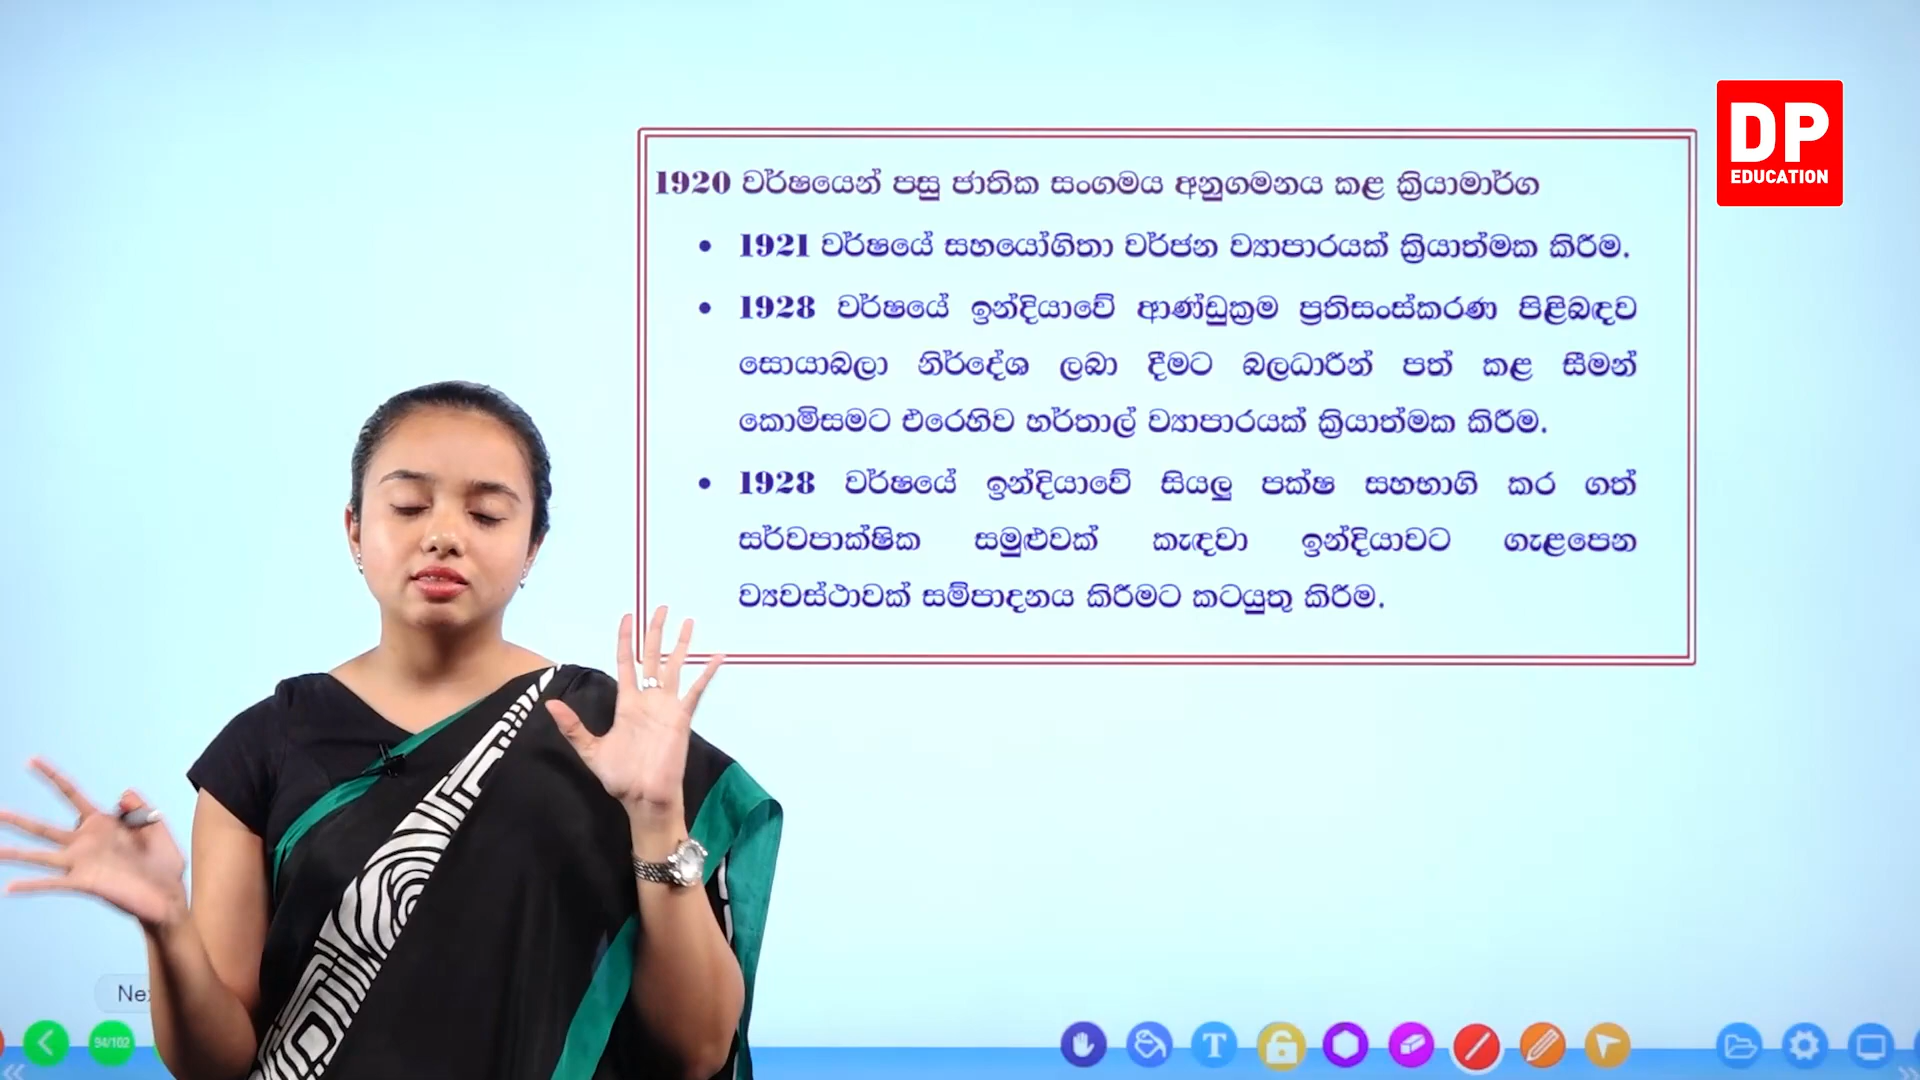 DP
EDUCATION
1920 වර්ෂයෙන් පසු ජාතික සංගමය අනුගමනය කළ ක්‍රියාමාර්ග
• 1921 වර්ෂයේ සහයෝගිතා වර්ජන ව්‍යාපාරයක් ක්‍රියාත්මක කිරීම.
• 1928 වර්ෂයේ ඉන්දියාවේ ආණ්ඩුක්‍රම ප්‍රතිසංස්කරණ පිළිබඳව
සොයාබලා නිර්දේශ ලබා දීමට බලධාරීන් පත් කළ සීමන්
කොමිසමට එරෙහිව හර්තාල් ව්‍යාපාරයක් ක්‍රියාත්මක කිරීම.
• 1928 වර්ෂයේ ඉන්දියාවේ සියලු පක්ෂ සහභාගි කර ගත්
සර්වපාක්ෂික සමුළුවක් කැඳවා ඉන්දියාවට ගැළපෙන
ව්‍යවස්ථාවක් සම්පාදනය කිරීමට කටයුතු කිරීම.
94/102
T